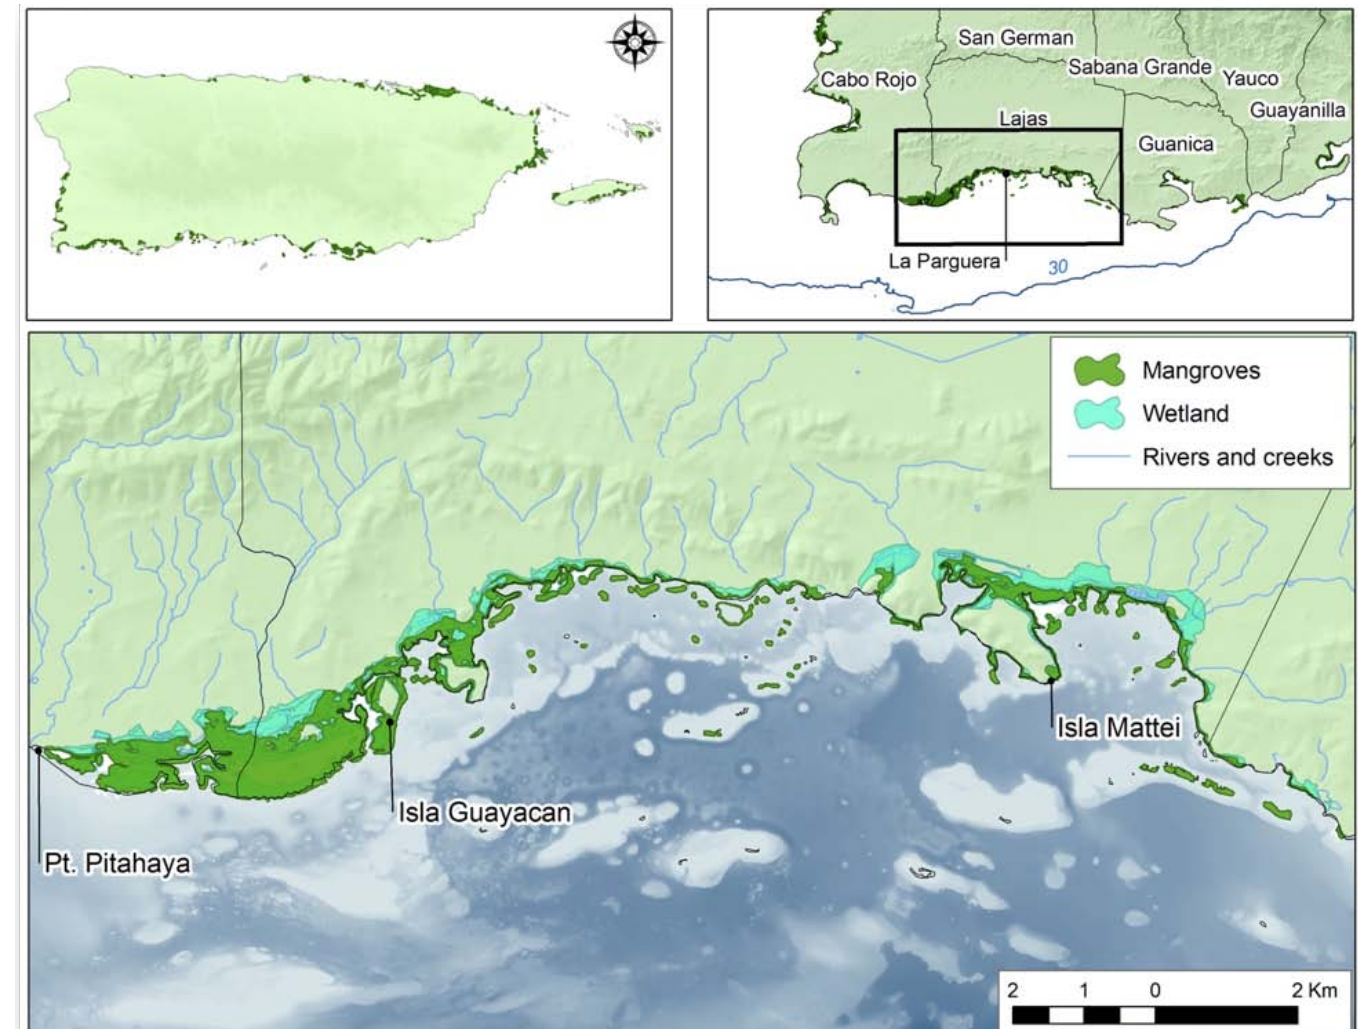 San German
Sabana Grande
Cabo Rojo
Yauco
Guayanilla
Lajas
Guanica
La Parguera
30
Mangroves
Wetland
Rivers and creeks
Isla Mattei
Isla Guayacan
Pt. Pitahaya
2 1 0 2 Km